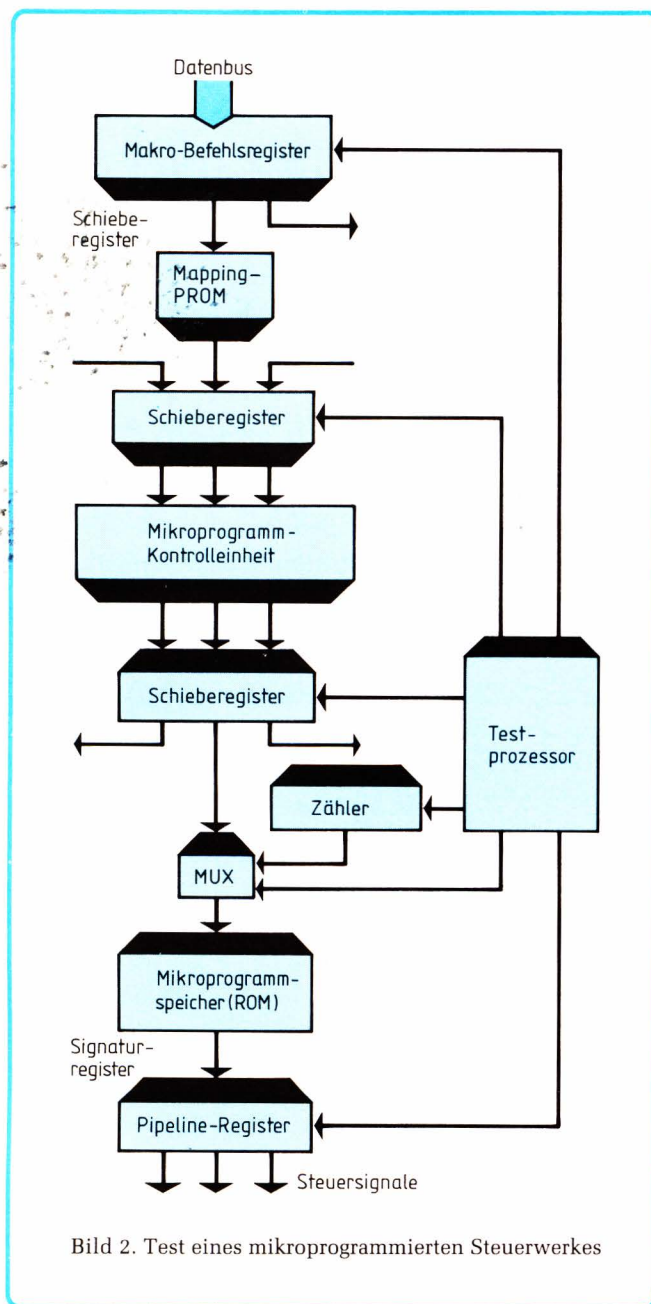 Datenbus
Makro-Befehlsregister
Schiebe-
register
Mapping-
PROM
Schieberegister
Mikroprogramm-
Kontrolleinheit
Schieberegister
Test-
prozessor
Zähler
MUX
Mikroprogramm-
speicher (ROM)
Signatur-
register
Pipeline-Register
Steuersignale
Bild 2. Test eines mikroprogrammierten Steuerwerkes